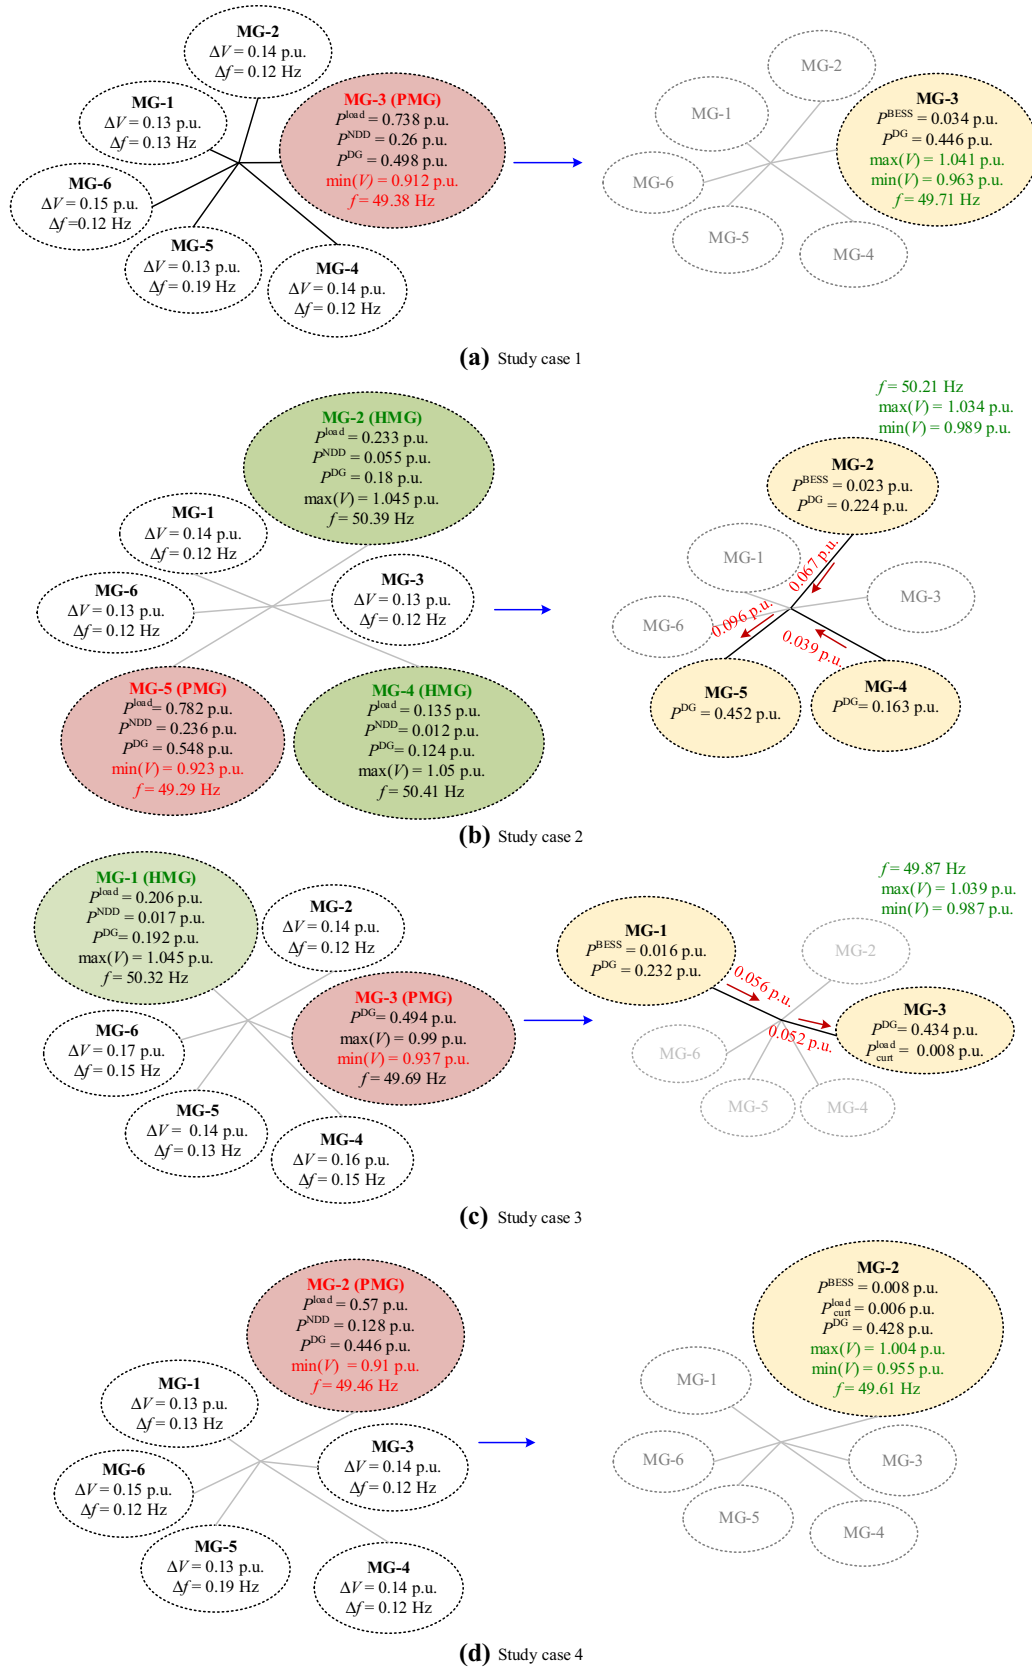 MG-2
ΔV = 0.14 p.u.
Δf = 0.12 Hz
MG-1
ΔV = 0.13 p.u.
Δf = 0.13 Hz
MG-3 (PMG)
P^load = 0.738 p.u.
P^NDD = 0.26 p.u.
P^DG = 0.498 p.u.
min(V) = 0.912 p.u.
f = 49.38 Hz
MG-6
ΔV = 0.15 p.u.
Δf =0.12 Hz
MG-5
ΔV = 0.13 p.u.
Δf = 0.19 Hz
MG-4
ΔV = 0.14 p.u.
Δf = 0.12 Hz
MG-2
MG-1
MG-3
P^BESS = 0.034 p.u.
P^DG = 0.446 p.u.
max(V) = 1.041 p.u.
min(V) = 0.963 p.u.
f = 49.71 Hz
MG-6
MG-5
MG-4
(a) Study case 1
MG-2 (HMG)
P^load = 0.233 p.u.
P^NDD = 0.055 p.u.
P^DG = 0.18 p.u.
max(V) = 1.045 p.u.
f = 50.39 Hz
MG-1
ΔV = 0.14 p.u.
Δf = 0.12 Hz
MG-6
ΔV = 0.13 p.u.
Δf = 0.12 Hz
MG-3
ΔV = 0.13 p.u.
Δf = 0.12 Hz
MG-5 (PMG)
P^load = 0.782 p.u.
P^NDD = 0.236 p.u.
P^DG = 0.548 p.u.
min(V) = 0.923 p.u.
f = 49.29 Hz
MG-4 (HMG)
P^load = 0.135 p.u.
P^NDD = 0.012 p.u.
P^DG = 0.124 p.u.
max(V) = 1.05 p.u.
f = 50.41 Hz
f = 50.21 Hz
max(V) = 1.034 p.u.
min(V) = 0.989 p.u.
MG-2
P^BESS = 0.023 p.u.
P^DG = 0.224 p.u.
MG-1
0.067 p.u.
MG-3
MG-6
0.096 p.u.
0.039 p.u.
MG-5
P^DG = 0.452 p.u.
MG-4
P^DG = 0.163 p.u.
(b) Study case 2
MG-1 (HMG)
P^load = 0.206 p.u.
P^NDD = 0.017 p.u.
P^DG = 0.192 p.u.
max(V) = 1.045 p.u.
f = 50.32 Hz
MG-2
ΔV = 0.14 p.u.
Δf = 0.12 Hz
MG-3 (PMG)
P^DG = 0.494 p.u.
max(V) = 0.99 p.u.
min(V) = 0.937 p.u.
f = 49.69 Hz
MG-6
ΔV = 0.17 p.u.
Δf = 0.15 Hz
MG-5
ΔV = 0.14 p.u.
Δf = 0.13 Hz
MG-4
ΔV = 0.16 p.u.
Δf = 0.15 Hz
f = 49.87 Hz
max(V) = 1.039 p.u.
min(V) = 0.987 p.u.
MG-1
P^BESS = 0.016 p.u.
P^DG = 0.232 p.u.
MG-2
0.056 p.u.
MG-3
P^DG = 0.434 p.u.
P^load_curt = 0.008 p.u.
0.052 p.u.
MG-6
MG-5
MG-4
(c) Study case 3
MG-2 (PMG)
P^load = 0.57 p.u.
P^NDD = 0.128 p.u.
P^DG = 0.446 p.u.
min(V) = 0.91 p.u.
f = 49.46 Hz
MG-1
ΔV = 0.13 p.u.
Δf = 0.13 Hz
MG-3
ΔV = 0.14 p.u.
Δf = 0.12 Hz
MG-6
ΔV = 0.15 p.u.
Δf = 0.12 Hz
MG-5
ΔV = 0.13 p.u.
Δf = 0.19 Hz
MG-4
ΔV = 0.14 p.u.
Δf = 0.12 Hz
MG-2
P^BESS = 0.008 p.u.
P^load_curt = 0.006 p.u.
P^DG = 0.428 p.u.
max(V) = 1.004 p.u.
min(V) = 0.955 p.u.
f = 49.61 Hz
MG-1
MG-6
MG-3
MG-5
MG-4
(d) Study case 4